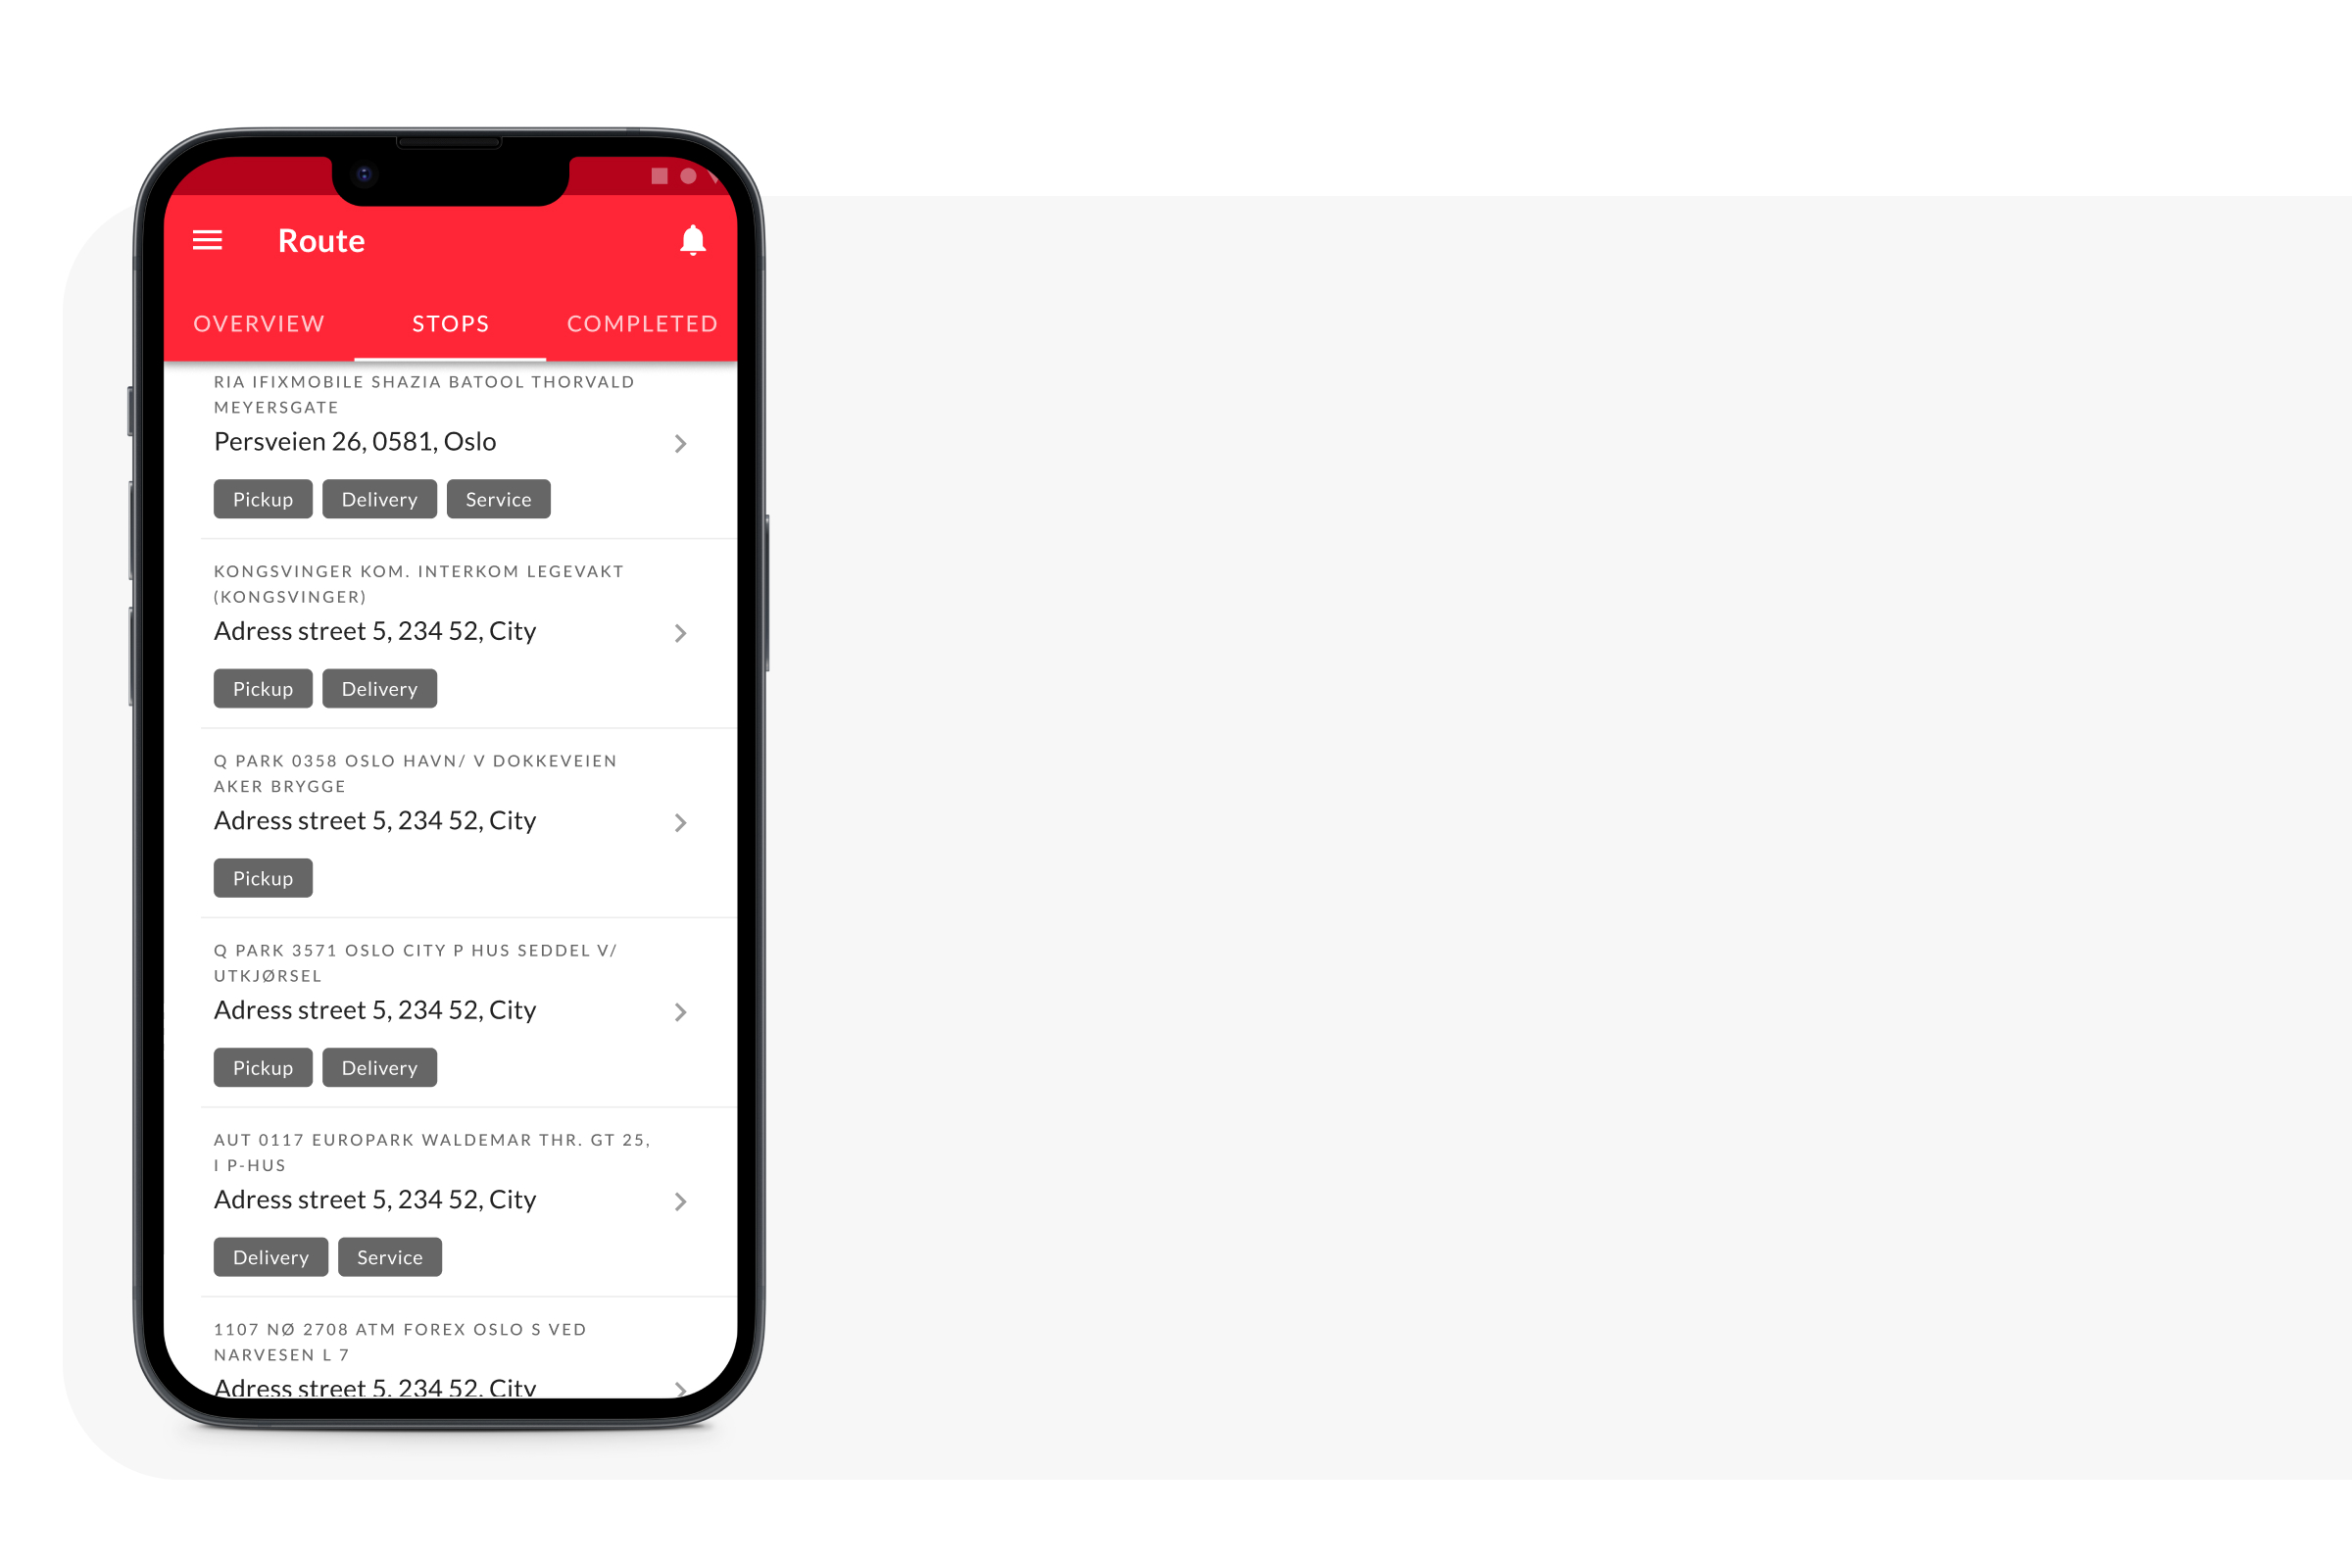 Route
OVERVIEW STOPS COMPLETED
RIA IFIXMOBILE SHAZIA BATOOL THORVALD
MEYERSGATE
Persveien 26, 0581, Oslo
Pickup Delivery Service
KONGSVINGER KOM. INTERKOM LEGEVAKT
(KONGSVINGER)
Adress street 5, 234 52, City
Pickup Delivery
Q PARK 0358 OSLO HAVN/ V DOKKEVEIEN
AKER BRYGGE
Adress street 5, 234 52, City
Pickup
Q PARK 3571 OSLO CITY P HUS SEDDEL V/
UTKJØRSEL
Adress street 5, 234 52, City
Pickup Delivery
AUT 0117 EUROPARK WALDEMAR THR. GT 25,
I P-HUS
Adress street 5, 234 52, City
Delivery Service
1107 NØ 2708 ATM FOREX OSLO S VED
NARVESEN L 7
Adress street 5, 234 52, City